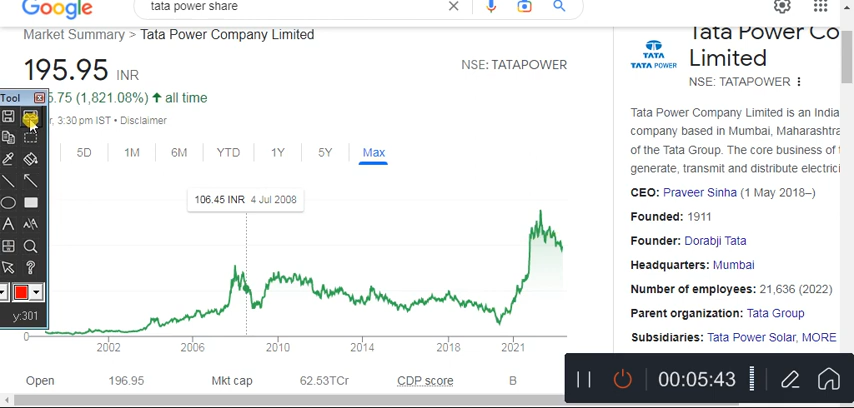 Google
tata power share
Market Summary > Tata Power Company Limited
195.95 INR
NSE: TATAPOWER
5.75 (1,821.08%) ↑ all time
r, 3:30 pm IST • Disclaimer
5D 1M 6M YTD 1Y 5Y Max
106.45 INR 4 Jul 2008
0
2002 2006 2010 2014 2018 2021
Open 196.95 Mkt cap 62.53TCr CDP score B
Tool
A A/A
y:301
TATA
TATA POWER
Tata Power Co
Limited
NSE: TATAPOWER
Tata Power Company Limited is an India
company based in Mumbai, Maharashtra
of the Tata Group. The core business of
generate, transmit and distribute electrici
CEO: Praveer Sinha (1 May 2018–)
Founded: 1911
Founder: Dorabji Tata
Headquarters: Mumbai
Number of employees: 21,636 (2022)
Parent organization: Tata Group
Subsidiaries: Tata Power Solar, MORE
00:05:43